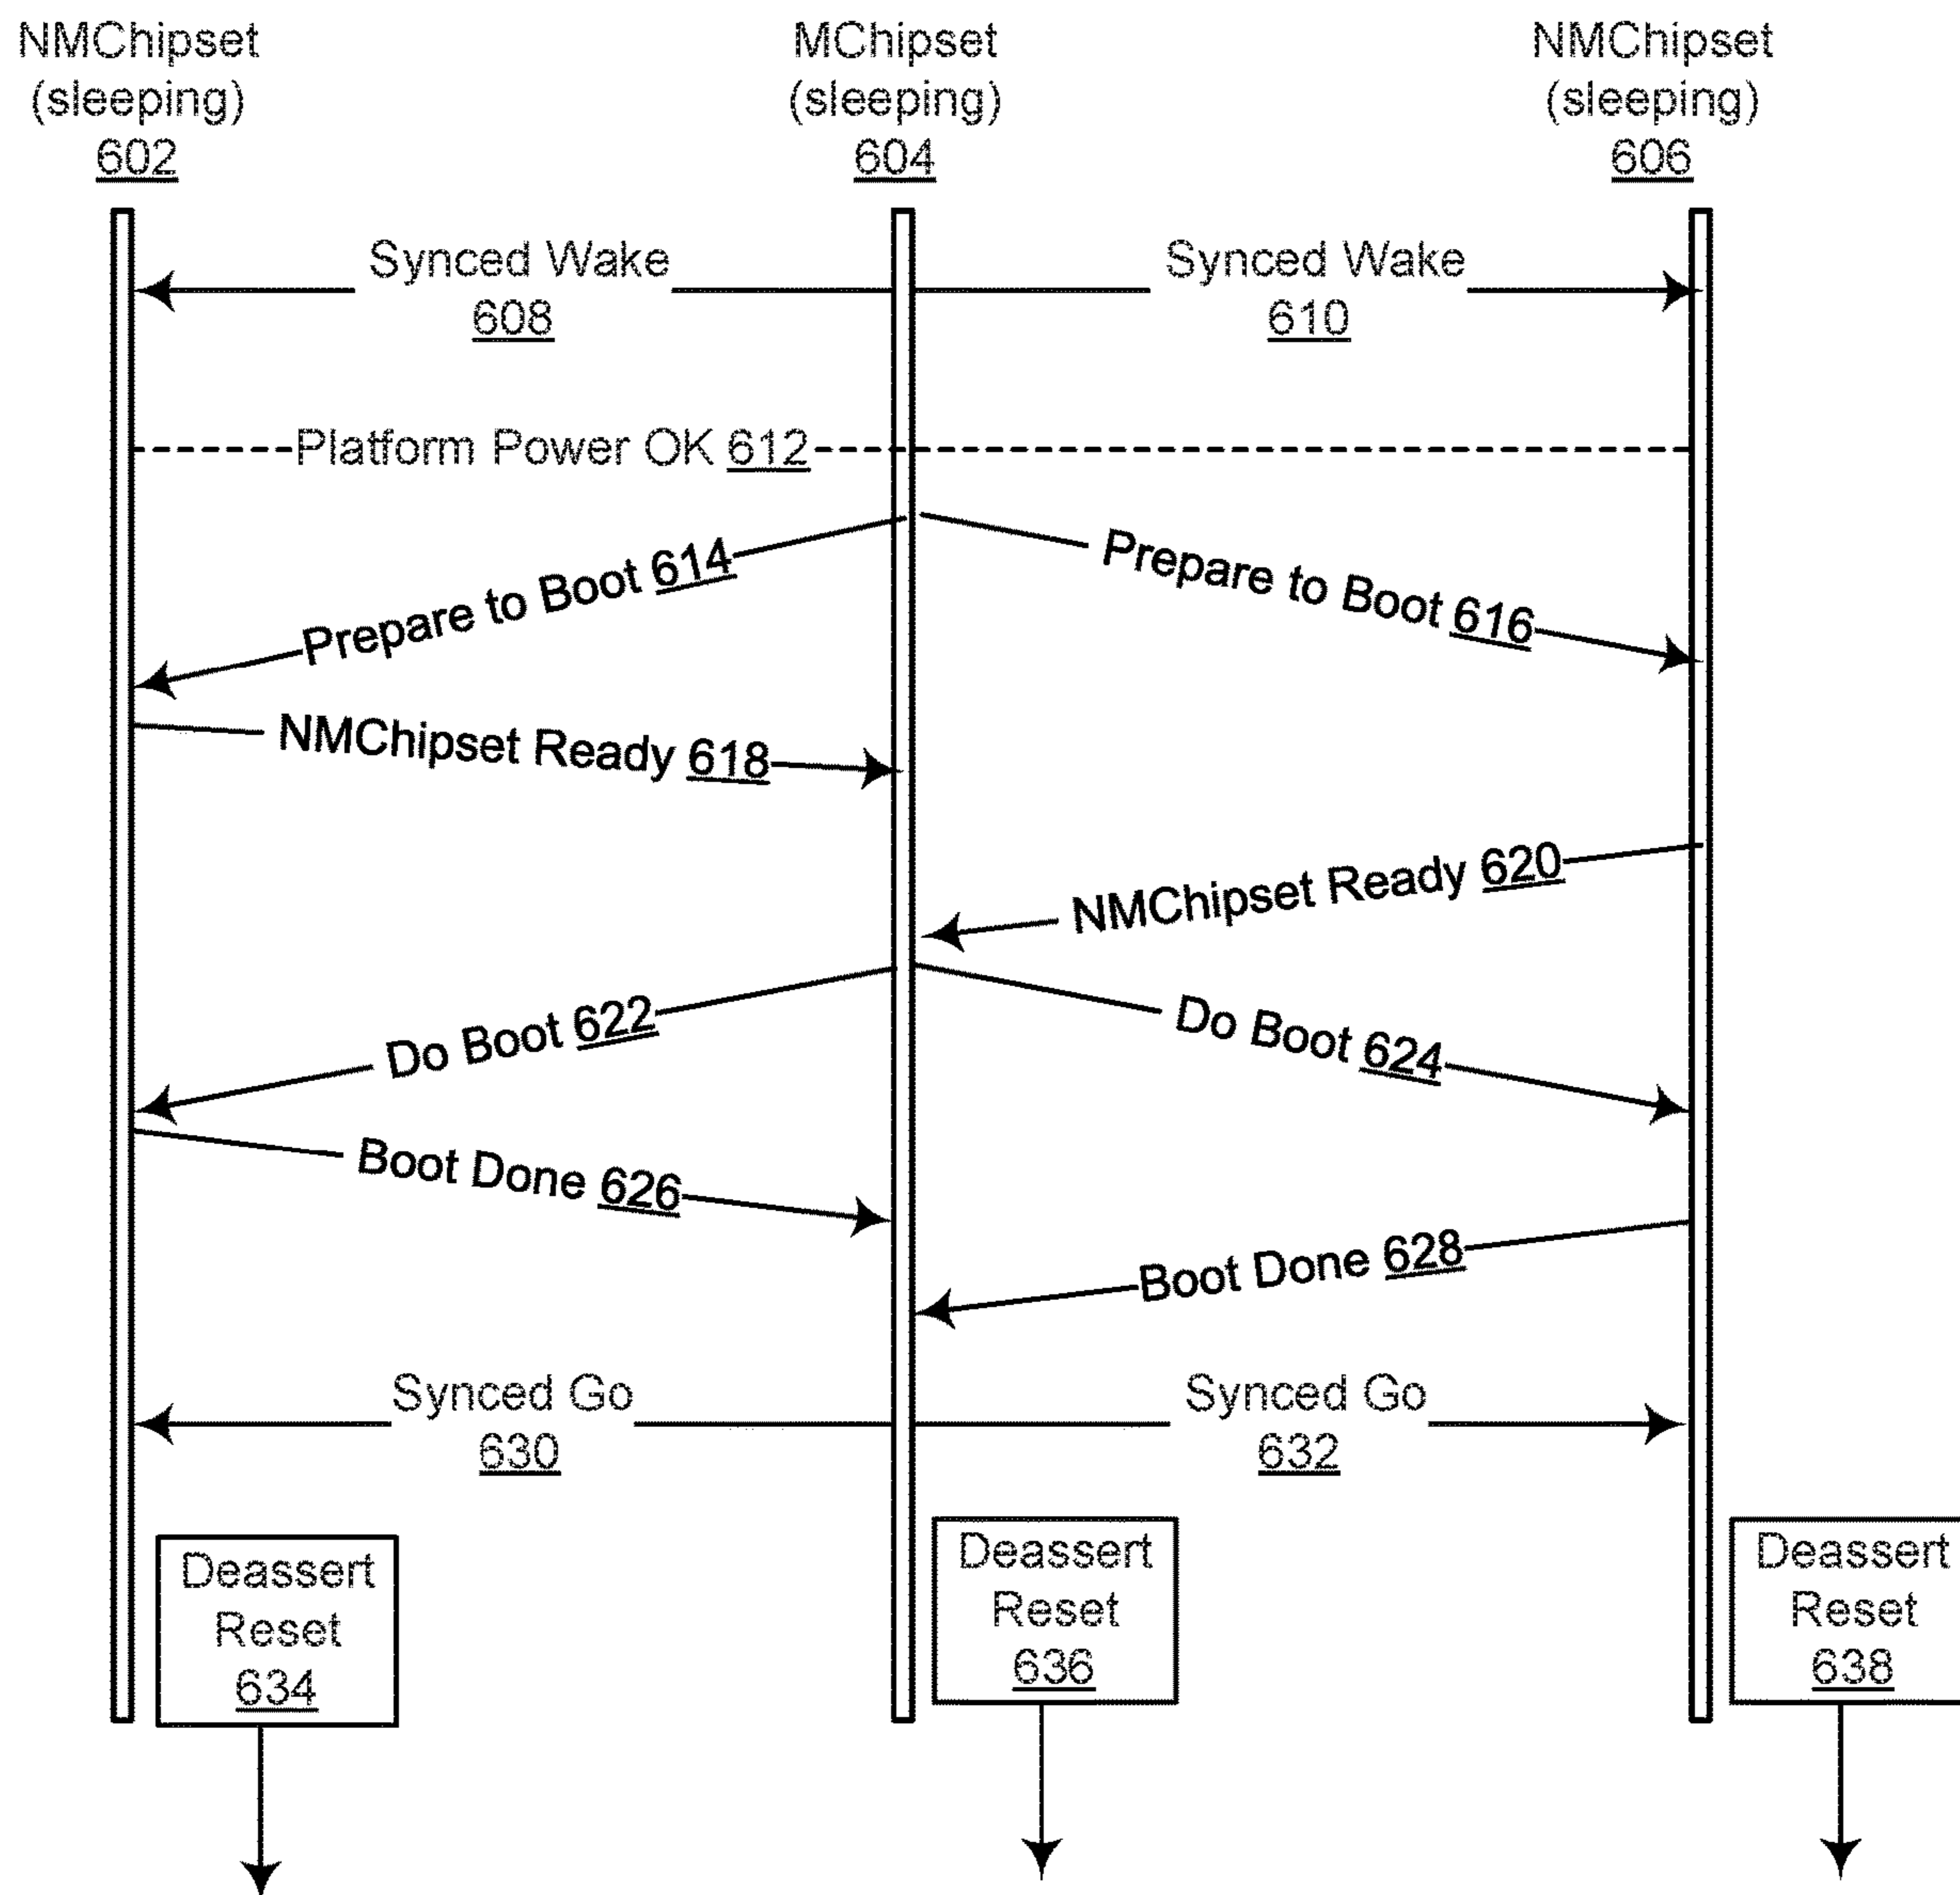 NMChipset
(sleeping)
602
MChipset
(sleeping)
604
NMChipset
(sleeping)
606
Synced Wake
608
Synced Wake
610
Platform Power OK 612
Prepare to Boot 614
Prepare to Boot 616
NMChipset Ready 618
NMChipset Ready 620
Do Boot 622
Do Boot 624
Boot Done 626
Boot Done 628
Synced Go
630
Synced Go
632
Deassert
Reset
634
Deassert
Reset
636
Deassert
Reset
638